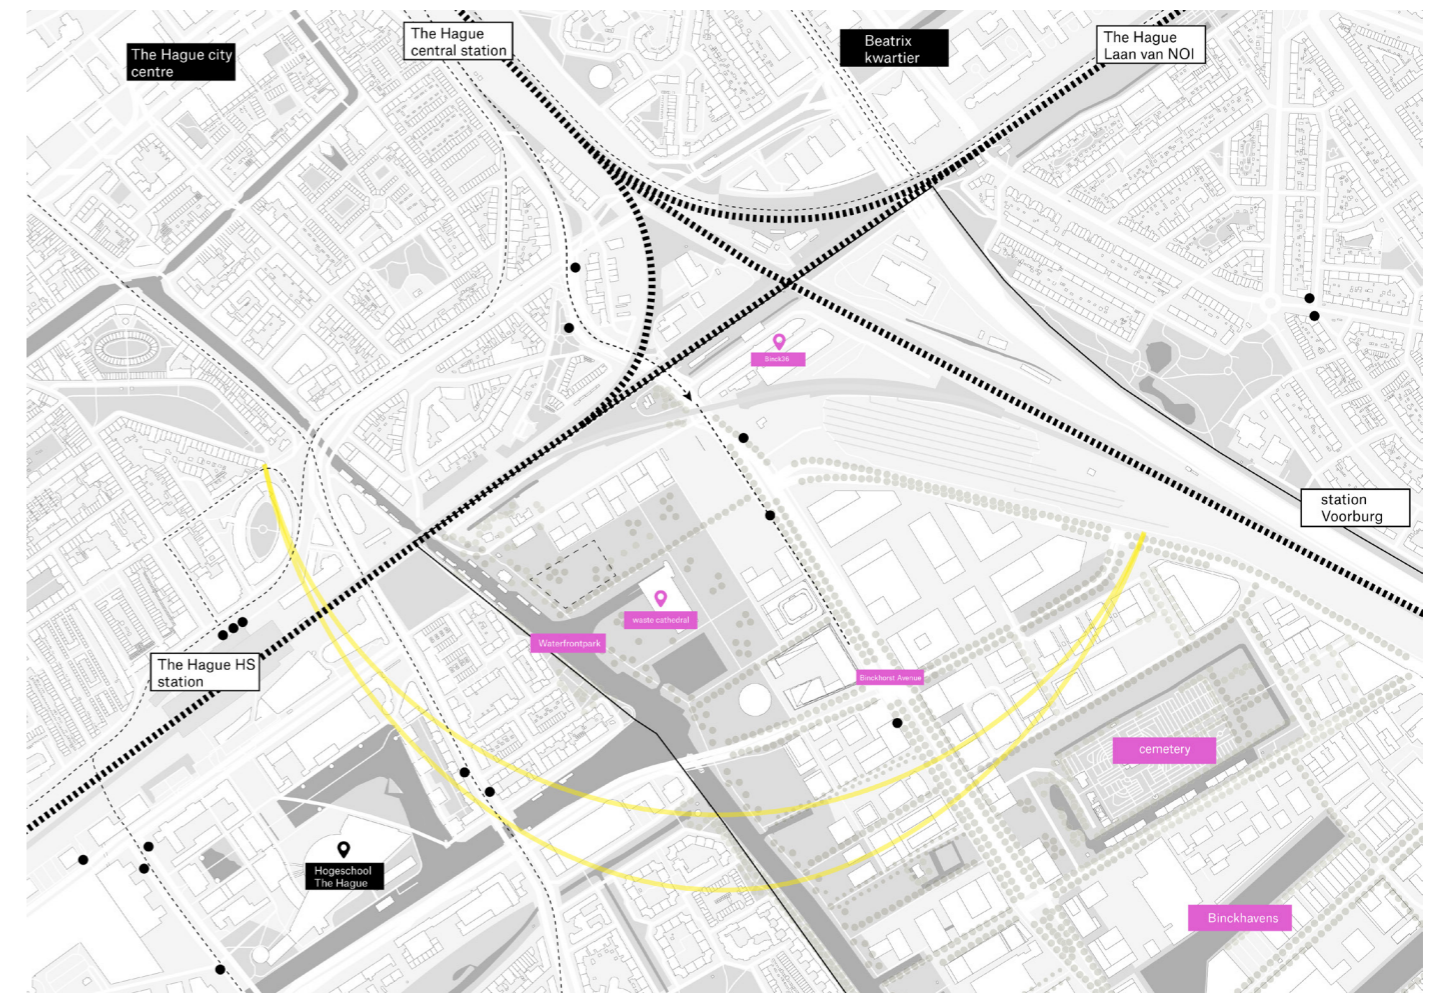 The Hague city
centre
The Hague
central station
Beatrix
kwartier
The Hague
Laan van NOI
Binck36
station
Voorburg
waste cathedral
Waterfrontpark
The Hague HS
station
Binckhorst Avenue
cemetery
Hogeschool
The Hague
Binckhavens